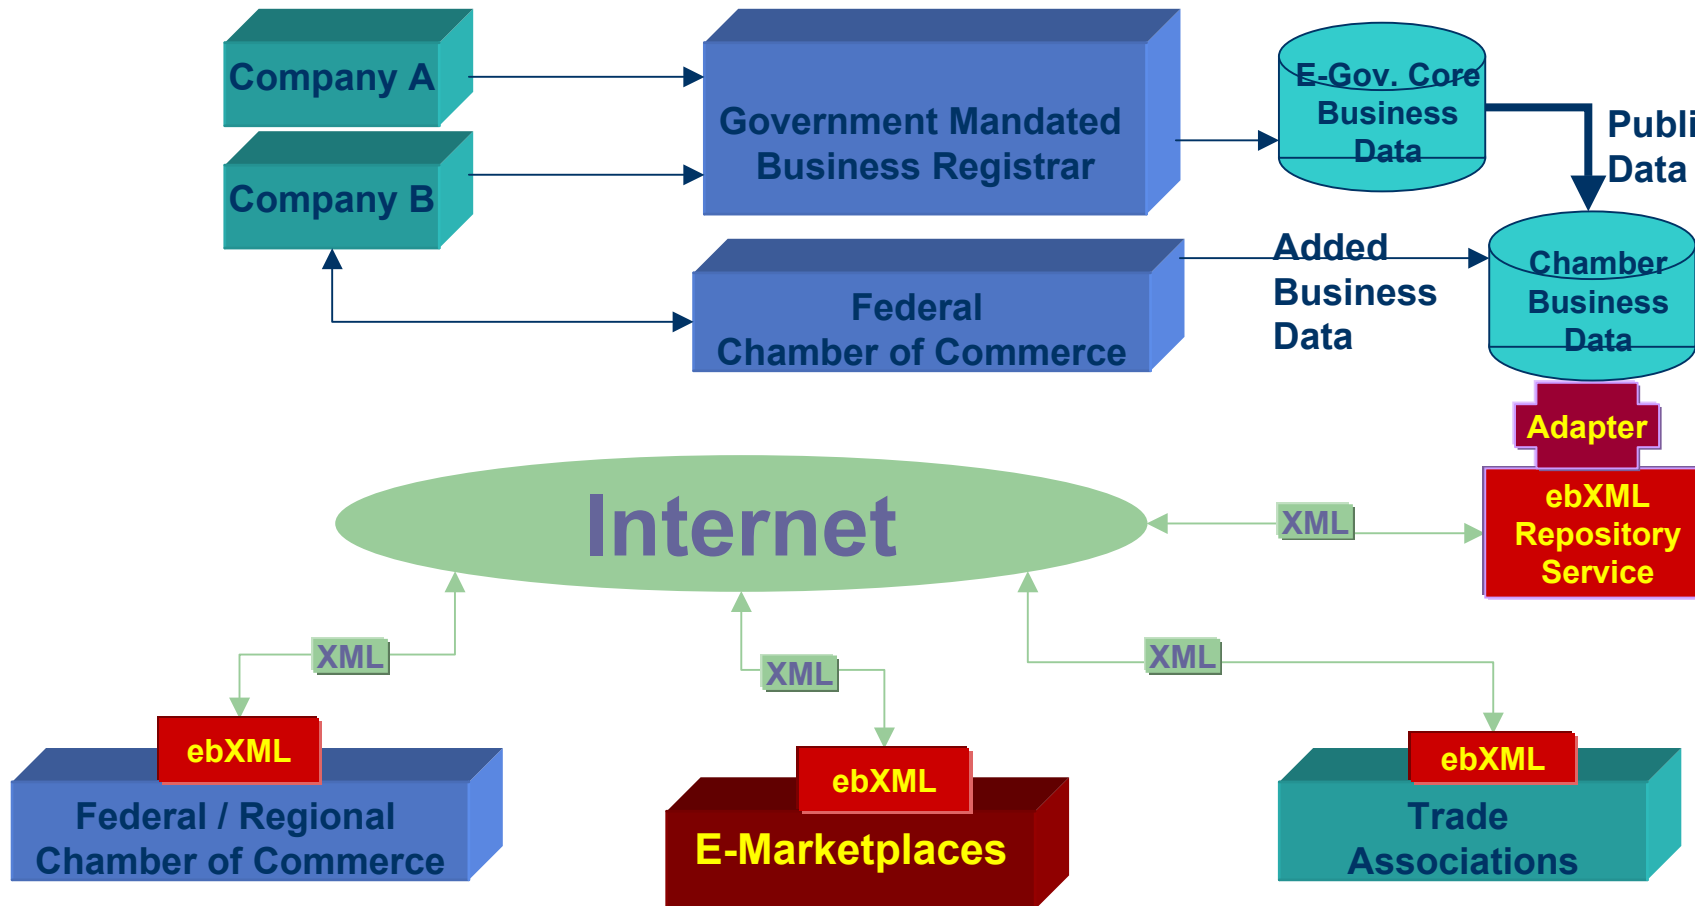 Company A
Company B
Government Mandated
Business Registrar
E-Gov. Core
Business
Data
Publi
Data
Federal
Chamber of Commerce
Added
Business
Data
Chamber
Business
Data
Adapter
ebXML
Repository
Service
Internet
XML
XML
XML
XML
ebXML
Federal / Regional
Chamber of Commerce
ebXML
E-Marketplaces
ebXML
Trade
Associations